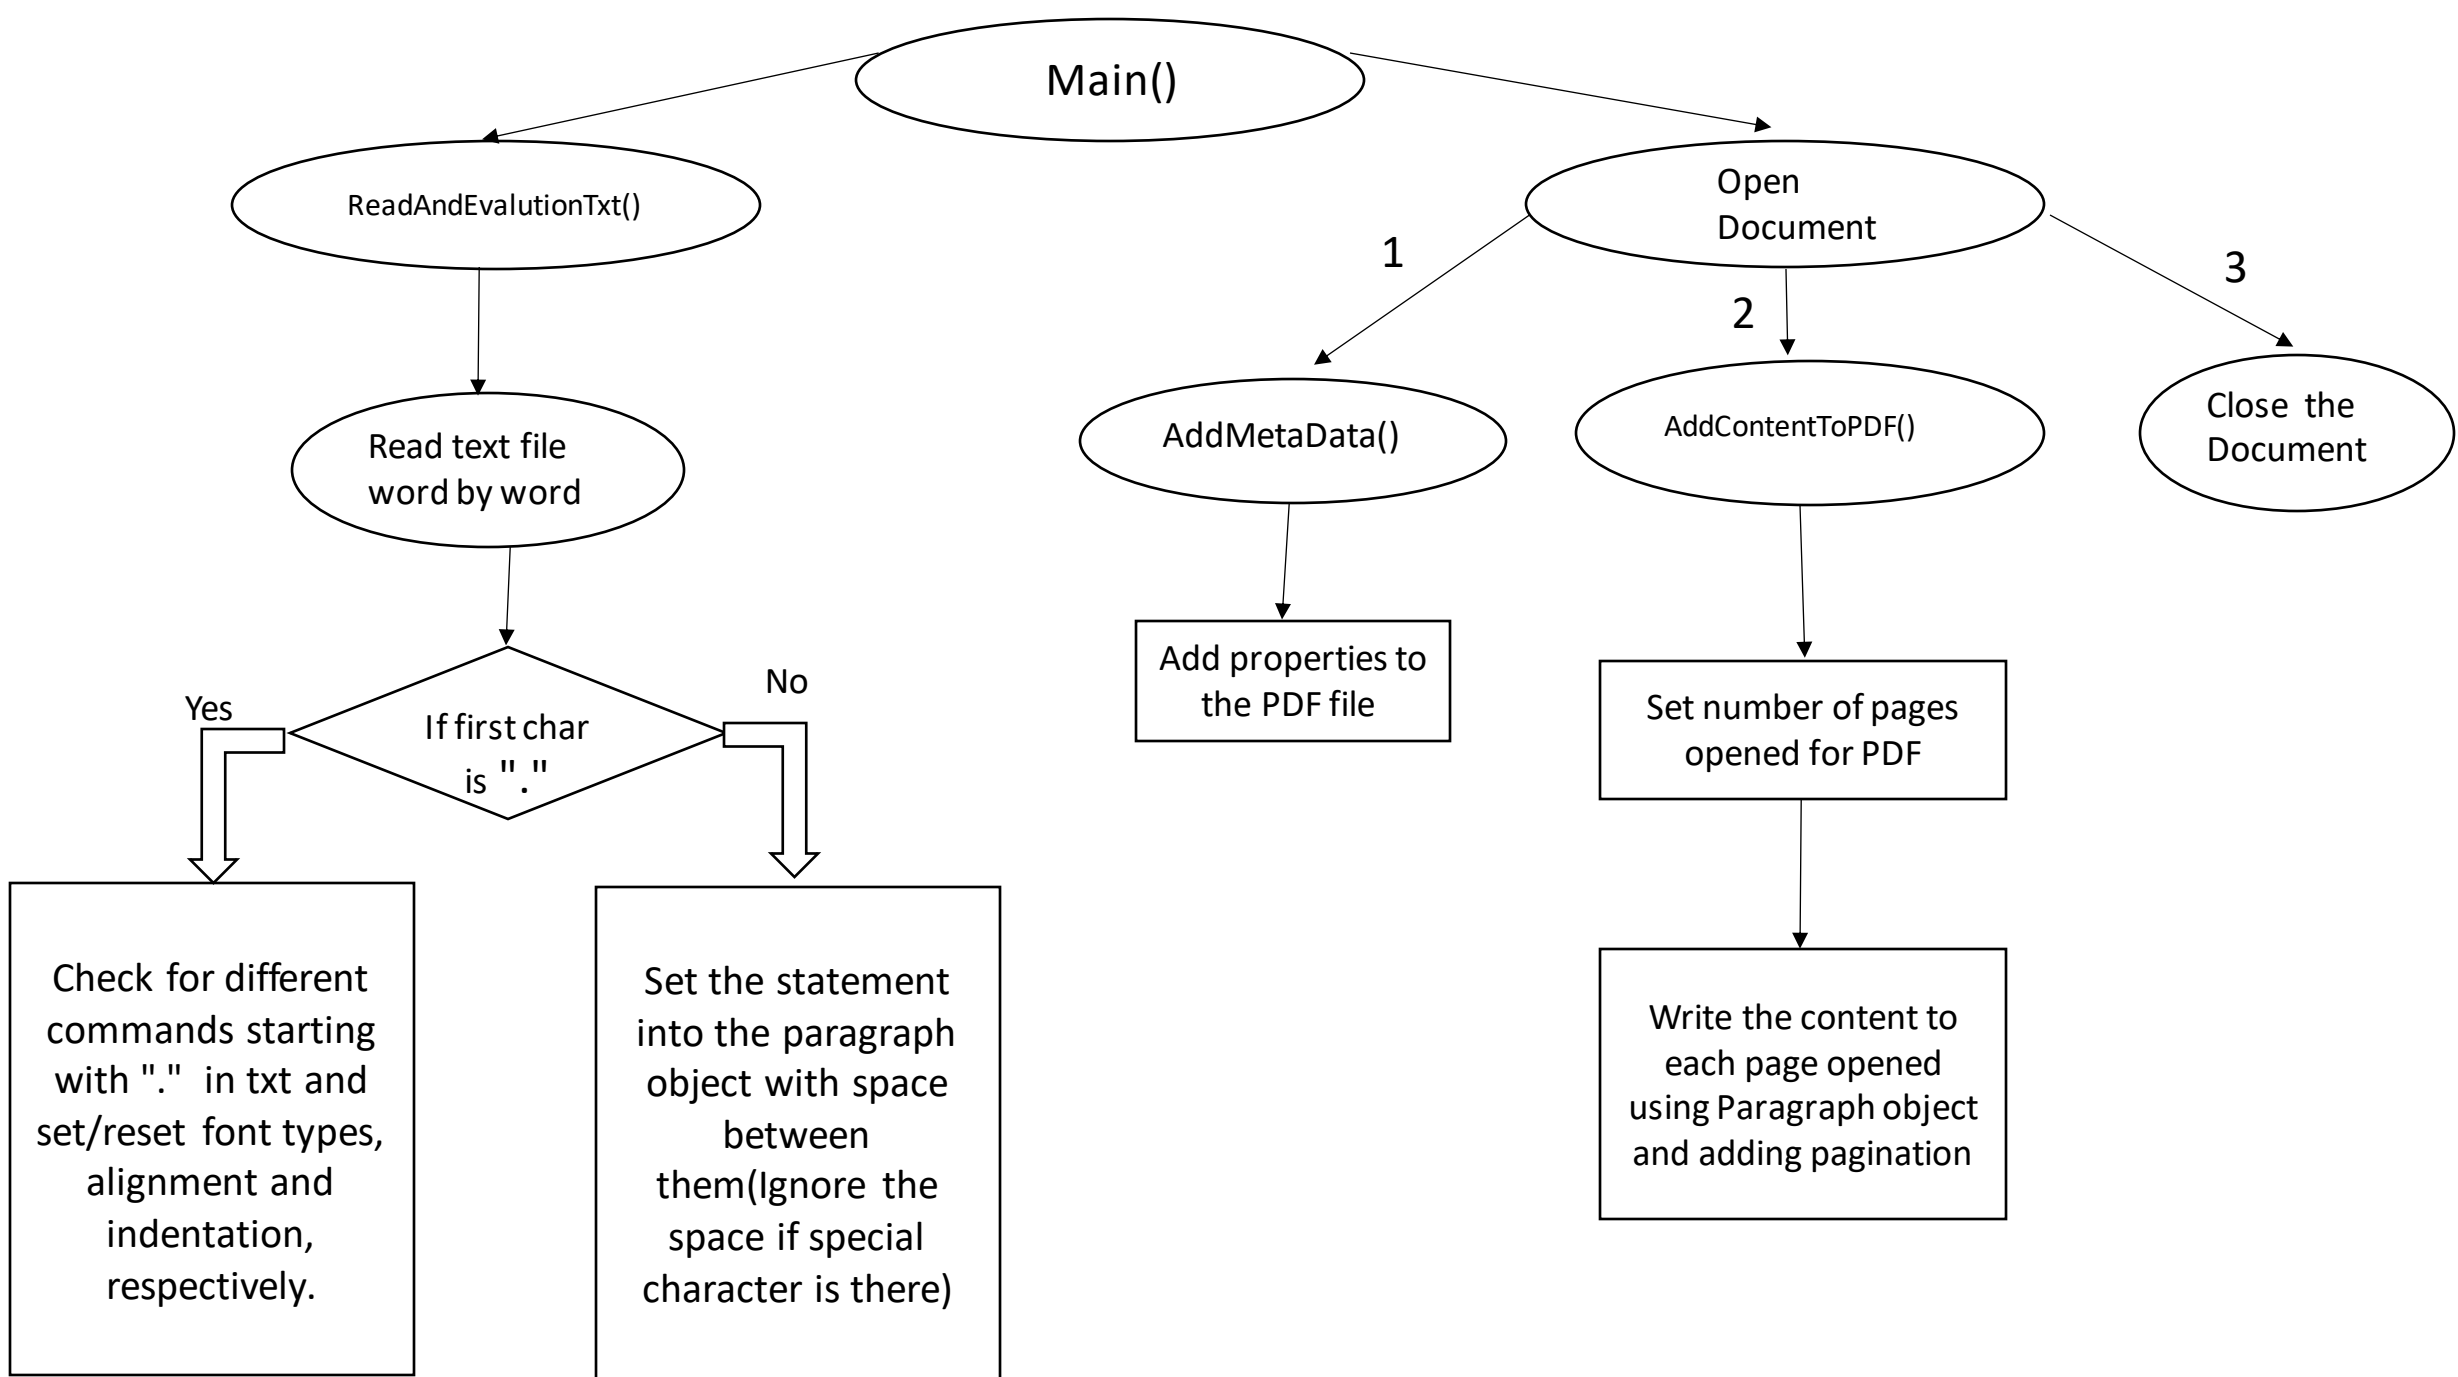 Main()
ReadAndEvalutionTxt()
Open
Document
1
2
3
Read text file
word by word
AddMetaData()
AddContentToPDF()
Close the
Document
Yes
No
If first char
is "."
Add properties to
the PDF file
Set number of pages
opened for PDF
Check for different
commands starting
with "." in txt and
set/reset font types,
alignment and
indentation,
respectively.
Set the statement
into the paragraph
object with space
between
them(Ignore the
space if special
character is there)
Write the content to
each page opened
using Paragraph object
and adding pagination